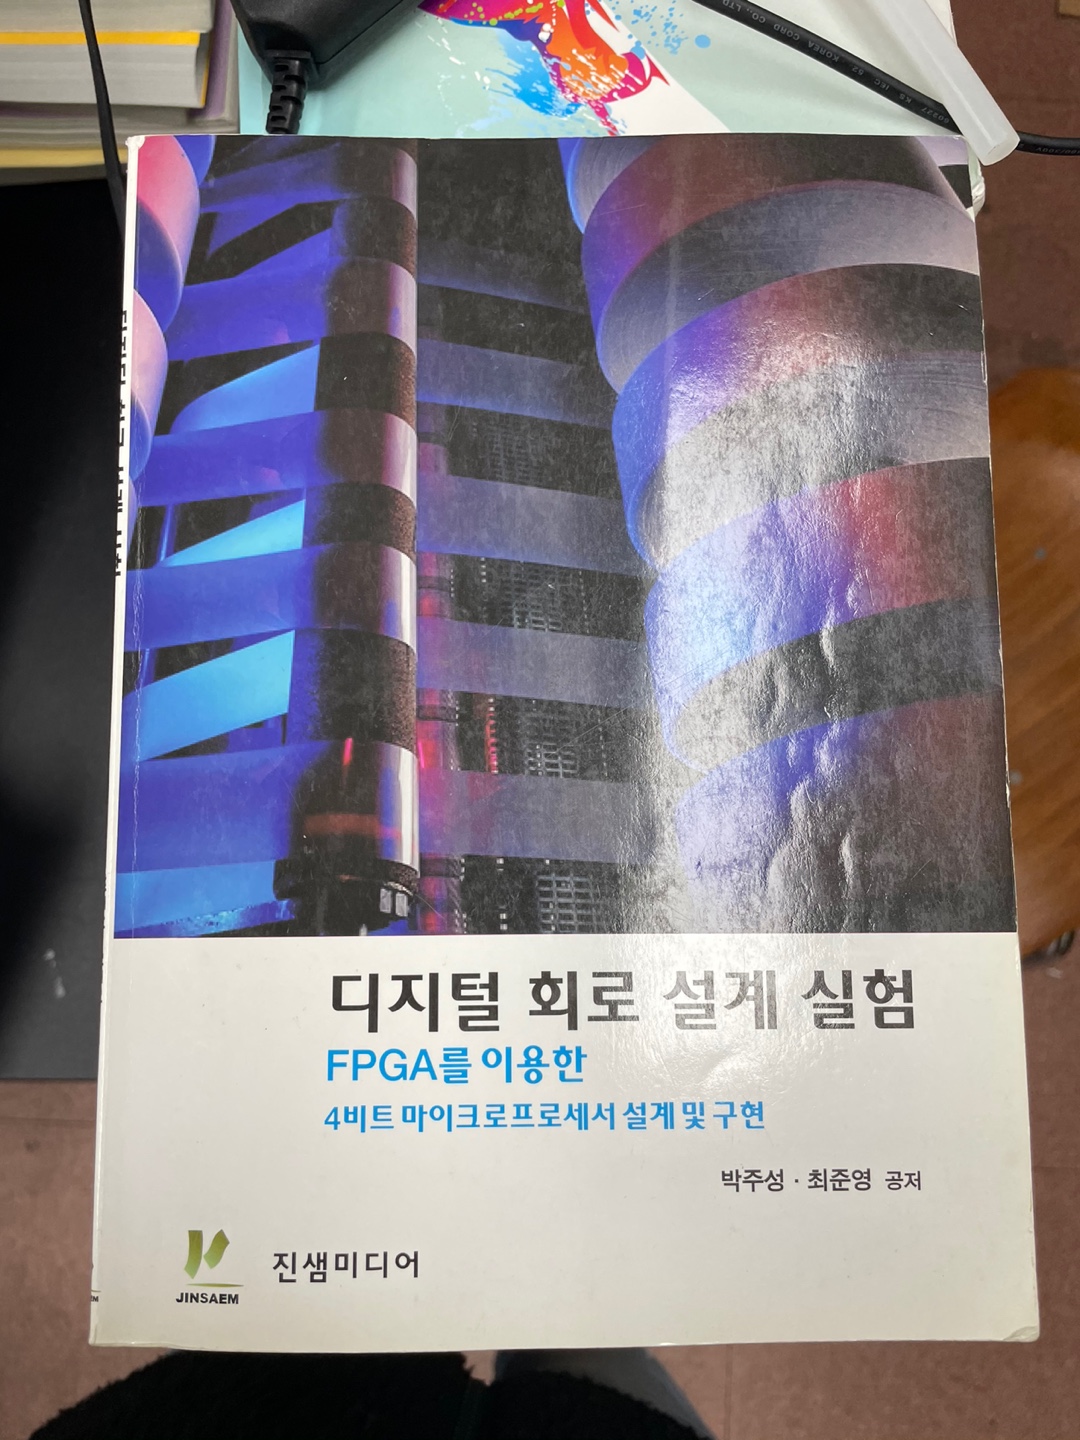 디지털 회로 설계 실험
FPGA를 이용한
4비트 마이크로프로세서 설계 및 구현
박주성 · 최준영 공저
진샘미디어
JINSAEM